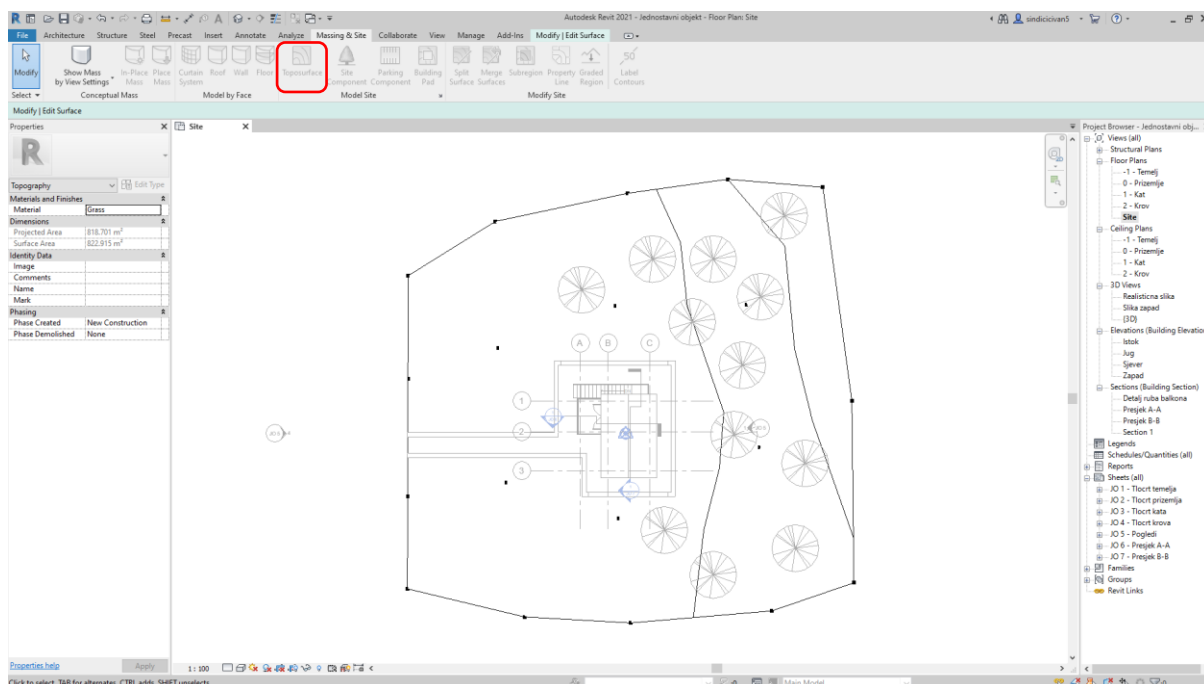 Autodesk Revit 2021 - Jednostavni objekt - Floor Plan: Site
sindicicivan5
File Architecture Structure Steel Precast Insert Annotate Analyze Massing & Site Collaborate View Manage Add-Ins Modify | Edit Surface
Modify Show Mass In-Place Place Curtain Roof Wall Floor Toposurface Site Parking Building Split Merge Subregion Property Graded Label
by View Settings Mass Mass System Component Component Pad Surface Surfaces Line Region Contours
Select Conceptual Mass Model by Face Model Site Modify Site
Modify | Edit Surface
Properties
Topography
Edit Type
Materials and Finishes
Material Grass
Dimensions
Projected Area 818.701 m²
Surface Area 822.915 m²
Identity Data
Image
Comments
Name
Mark
Phasing
Phase Created New Construction
Phase Demolished None
Properties help
Apply
Site
A B C
1
2
3
1 : 100
Project Browser - Jednostavni obj...
Views (all)
Structural Plans
Floor Plans
-1 - Temelj
0 - Prizemlje
1 - Kat
2 - Krov
Site
Ceiling Plans
-1 - Temelj
0 - Prizemlje
1 - Kat
2 - Krov
3D Views
Realisticna slika
Slika zapad
{3D}
Elevations (Building Elevatio
Istok
Jug
Sjever
Zapad
Sections (Building Section)
Detalj ruba balkona
Presjek A-A
Presjek B-B
Section 1
Legends
Schedules/Quantities (all)
Reports
Sheets (all)
JO 1 - Tlocrt temelja
JO 2 - Tlocrt prizemlja
JO 3 - Tlocrt kata
JO 4 - Tlocrt krova
JO 5 - Pogledi
JO 6 - Presjek A-A
JO 7 - Presjek B-B
Families
Groups
Revit Links
Click to select, TAB for alternates, CTRL adds, SHIFT unselects.
Main Model